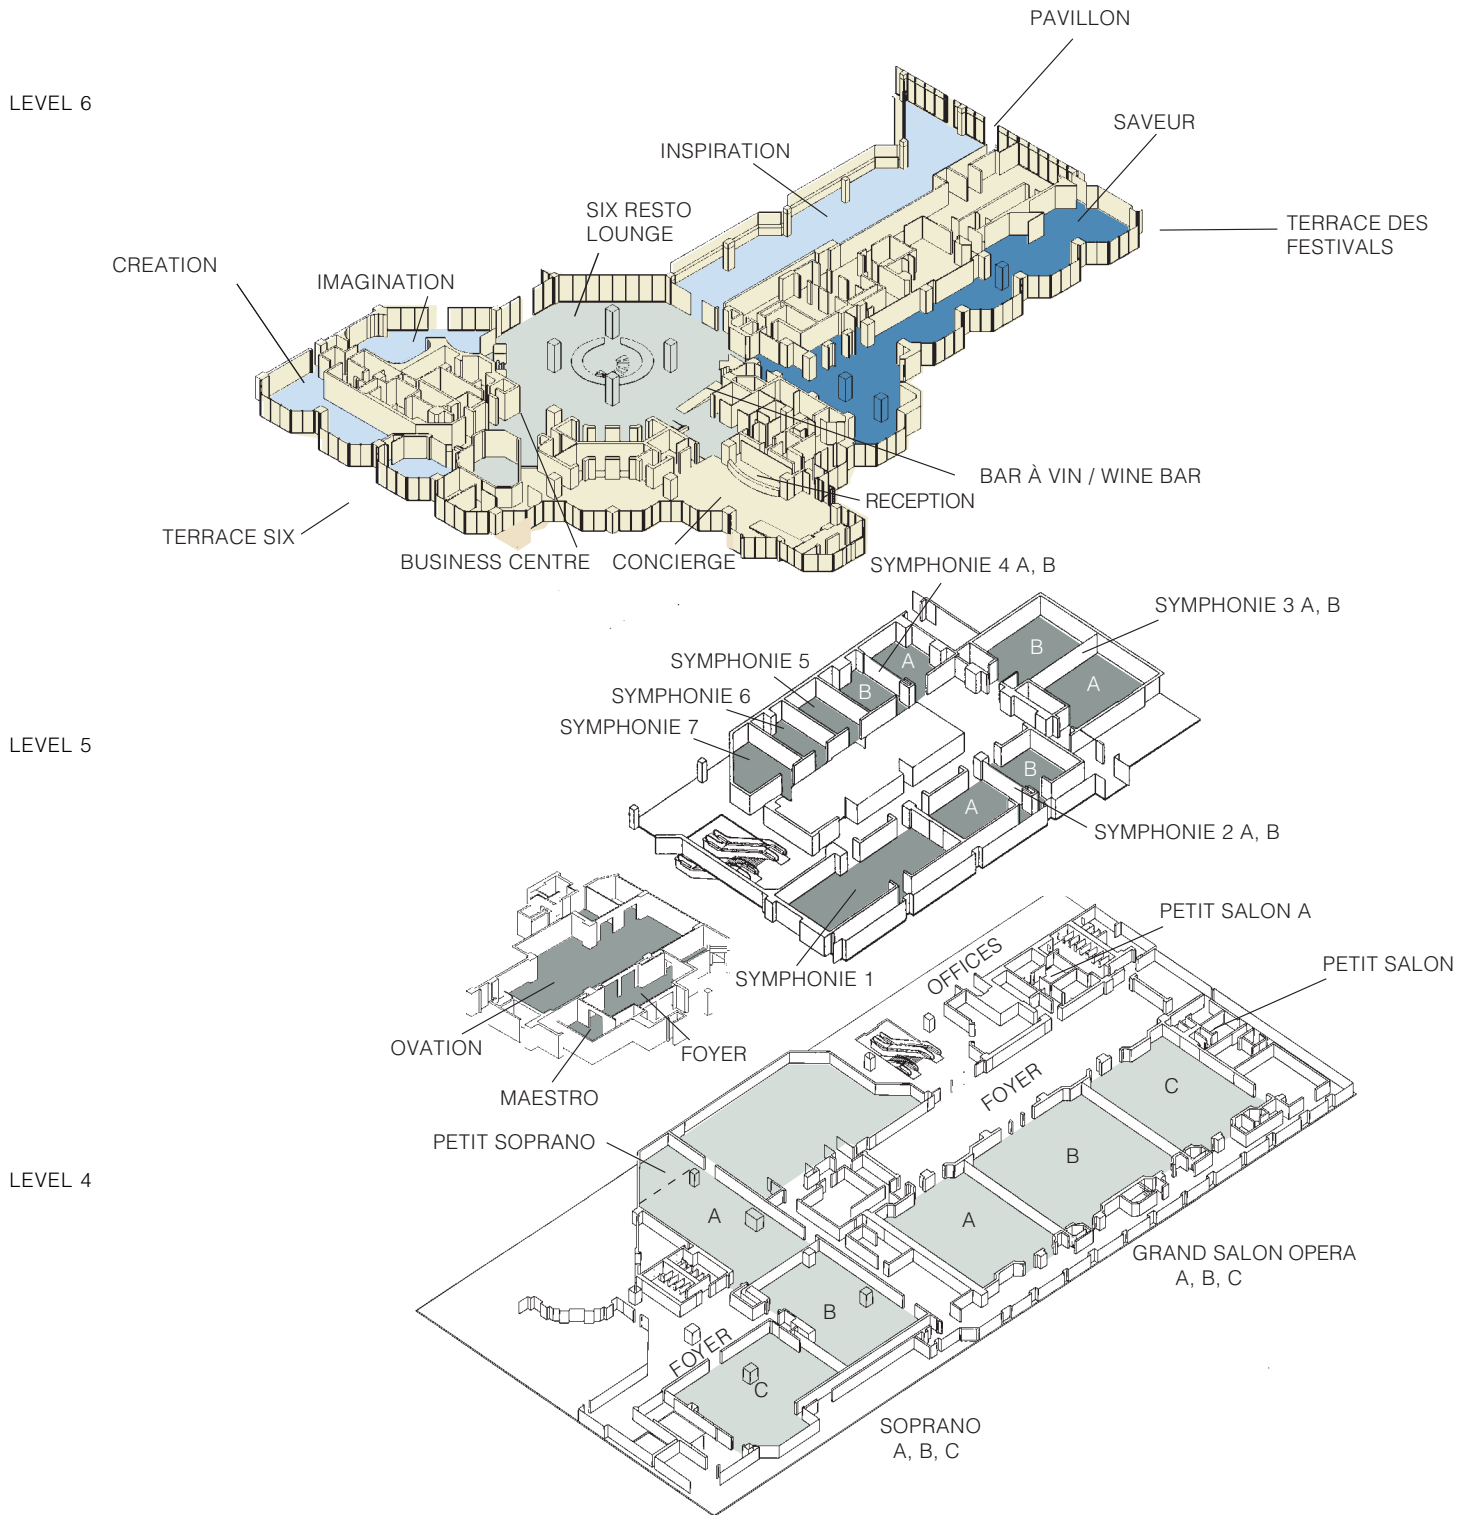 PAVILLON
LEVEL 6
SAVEUR
INSPIRATION
SIX RESTO
LOUNGE
TERRACE DES
FESTIVALS
CREATION
IMAGINATION
BAR À VIN / WINE BAR
RECEPTION
TERRACE SIX
BUSINESS CENTRE
CONCIERGE
SYMPHONIE 4 A, B
SYMPHONIE 3 A, B
B
A
SYMPHONIE 5
A
B
SYMPHONIE 6
SYMPHONIE 7
LEVEL 5
B
A
SYMPHONIE 2 A, B
PETIT SALON A
SYMPHONIE 1
OFFICES
PETIT SALON
OVATION
FOYER
MAESTRO
FOYER
C
PETIT SOPRANO
B
LEVEL 4
A
A
GRAND SALON OPERA
A, B, C
B
FOYER
C
SOPRANO
A, B, C